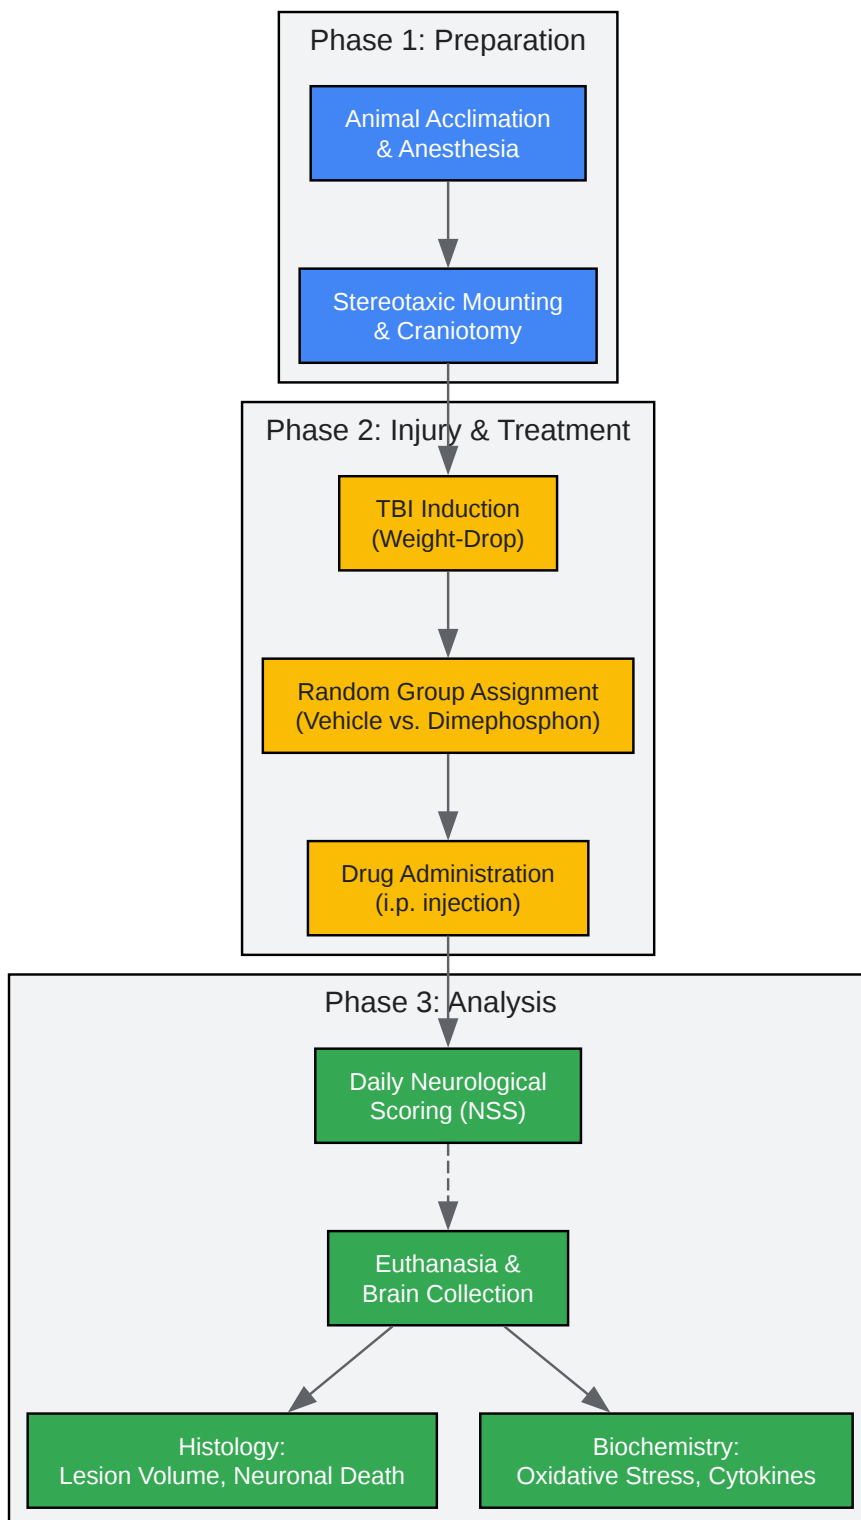 Phase 1: Preparation
Animal Acclimation
& Anesthesia
Stereotaxic Mounting
& Craniotomy
Phase 2: Injury & Treatment
TBI Induction
(Weight-Drop)
Random Group Assignment
(Vehicle vs. Dimephosphon)
Drug Administration
(i.p. injection)
Phase 3: Analysis
Daily Neurological
Scoring (NSS)
Euthanasia &
Brain Collection
Histology:
Lesion Volume, Neuronal Death
Biochemistry:
Oxidative Stress, Cytokines